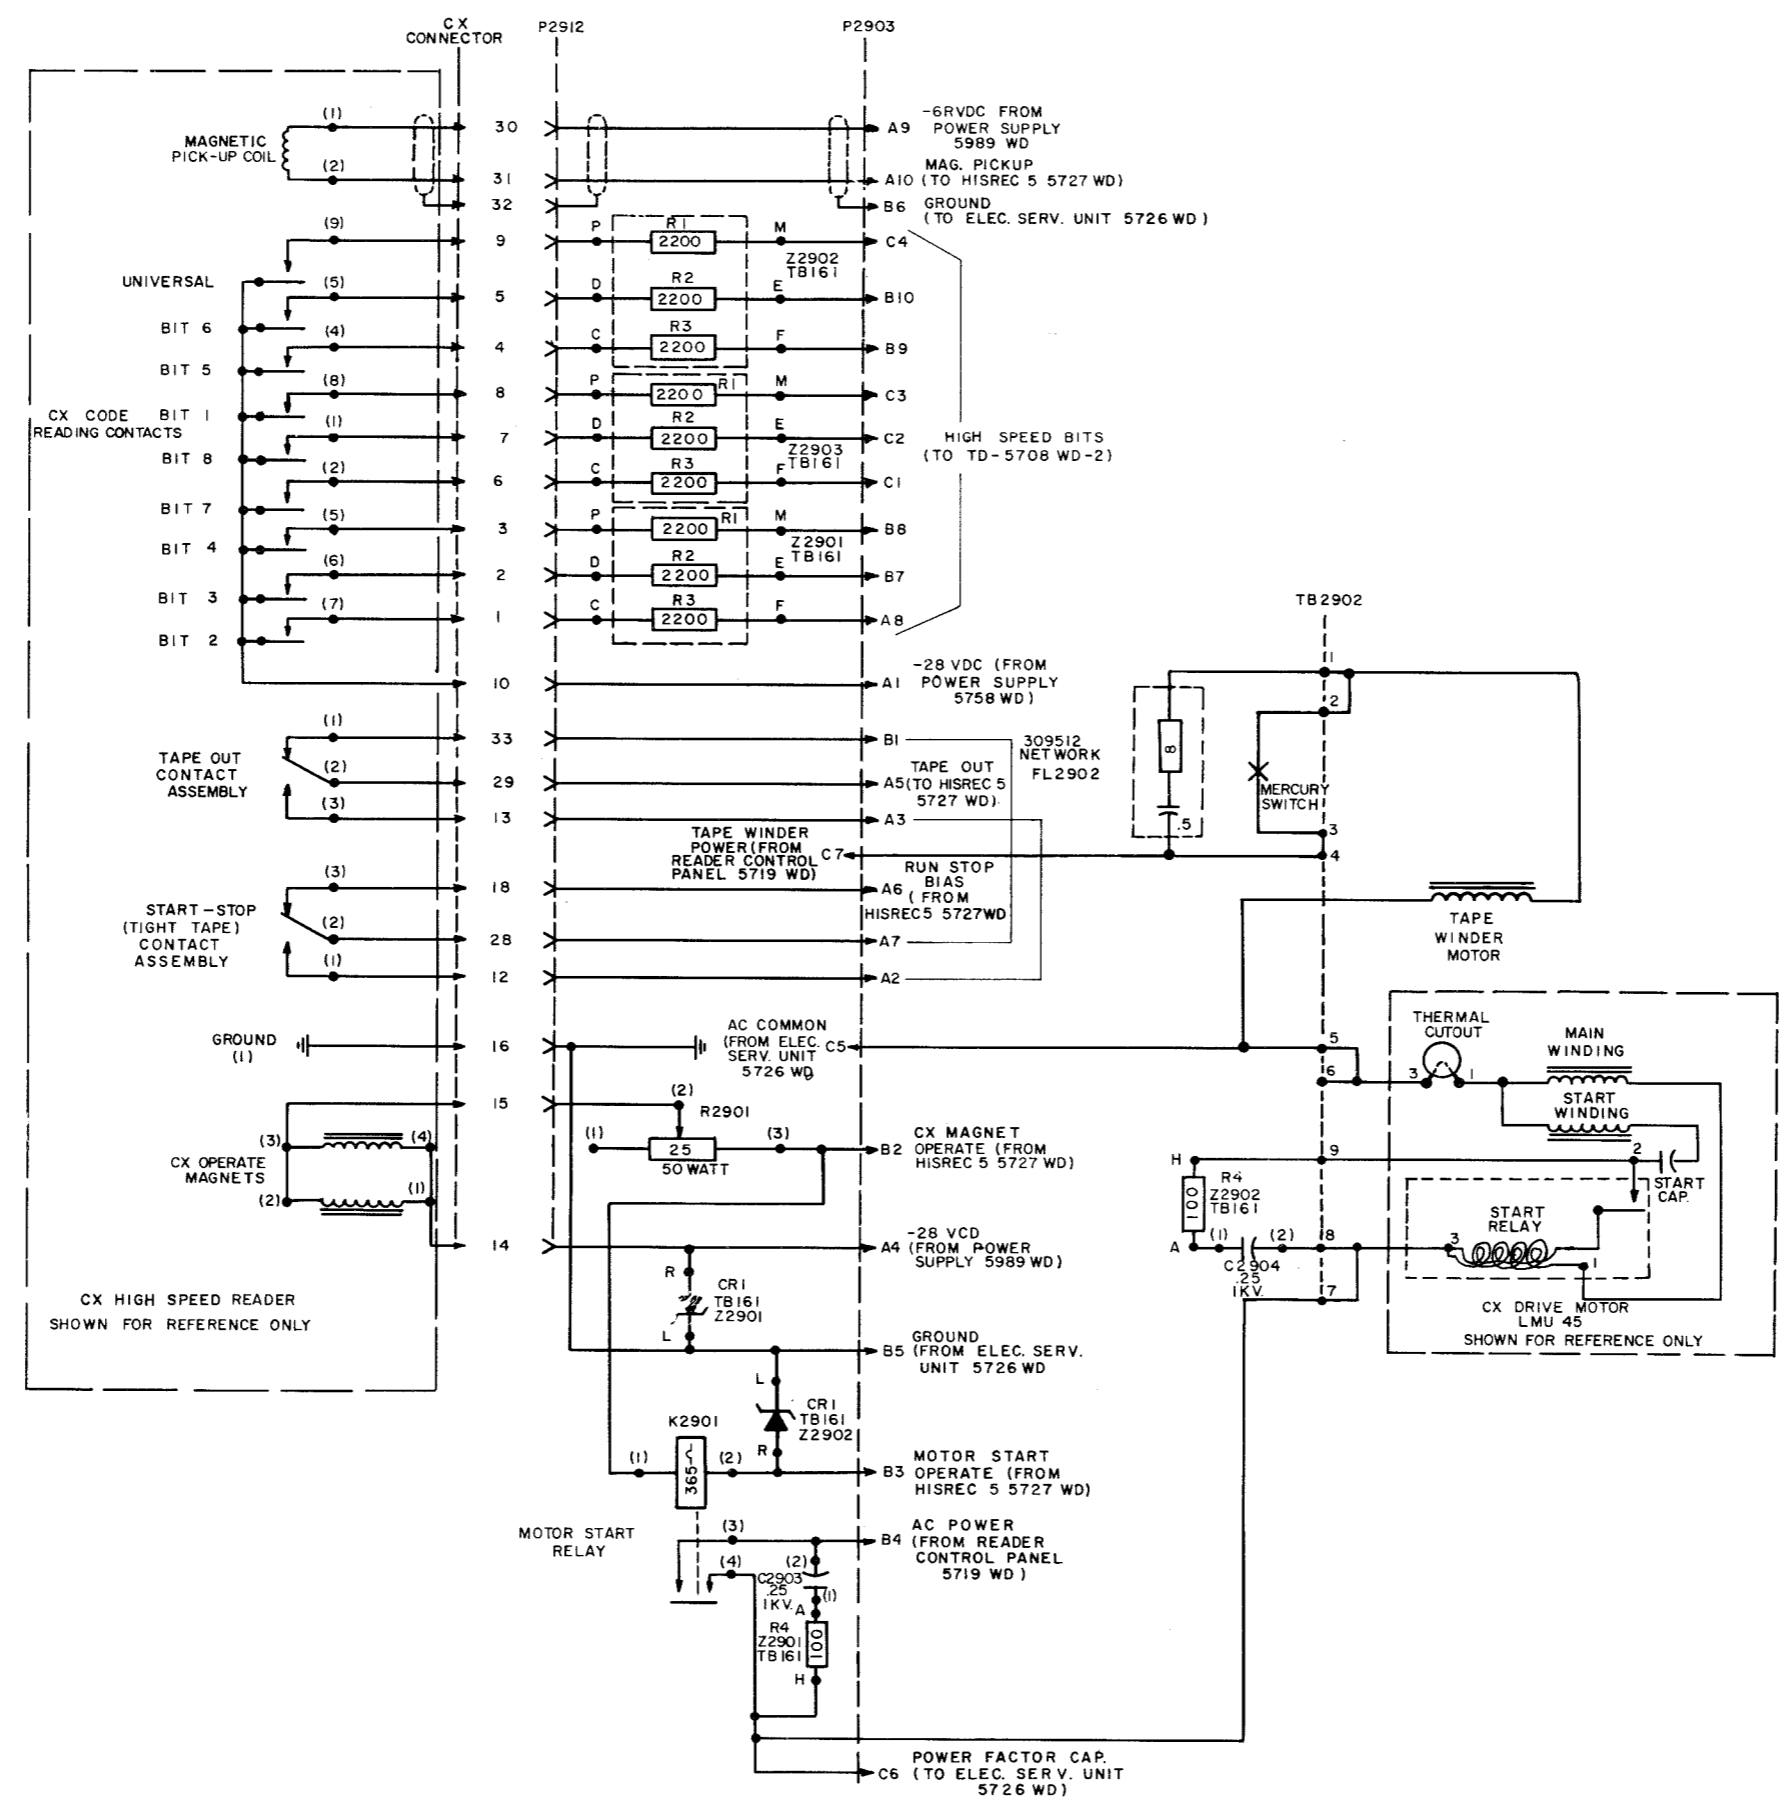 CX
CONNECTOR
P2912
P2903
(1)
30
A9
-6RVDC FROM
POWER SUPPLY
5989 WD
MAGNETIC
PICK-UP COIL
(2)
31
A10
MAG. PICKUP
(TO HISREC 5 5727 WD)
32
B6
GROUND
(TO ELEC. SERV. UNIT 5726 WD)
(9)
9
P
R1
2200
M
C4
Z2902
TB161
UNIVERSAL
(5)
5
D
R2
2200
E
B10
BIT 6
(4)
4
C
R3
2200
F
B9
BIT 5
(8)
8
P
R1
2200
M
C3
CX CODE
READING CONTACTS
BIT 1
(1)
7
D
R2
2200
E
C2
Z2903
TB161
HIGH SPEED BITS
(TO TD-5708 WD-2)
BIT 8
(2)
6
C
R3
2200
F
C1
BIT 7
(5)
3
P
R1
2200
M
B8
Z2901
TB161
BIT 4
(6)
2
D
R2
2200
E
B7
BIT 3
(7)
1
C
R3
2200
F
A8
BIT 2
10
A1
-28 VDC (FROM
POWER SUPPLY
5758 WD)
TB2902
1
2
(1)
33
B1
309512
NETWORK
FL2902
8
.5
MERCURY
SWITCH
3
4
TAPE OUT
CONTACT
ASSEMBLY
(2)
29
A5
TAPE OUT
(TO HISREC 5
5727 WD)
(3)
13
A3
TAPE WINDER
POWER (FROM
READER CONTROL
PANEL 5719 WD)
C7
(3)
18
A6
RUN STOP
BIAS
(FROM
HISREC5 5727WD
START-STOP
(TIGHT TAPE)
CONTACT
ASSEMBLY
(2)
28
A7
(1)
12
A2
TAPE
WINDER
MOTOR
GROUND
(1)
16
AC COMMON
(FROM ELEC.
SERV. UNIT
5726 WD
C5
5
6
THERMAL
CUTOUT
3
1
MAIN
WINDING
START
WINDING
15
(2)
R2901
(1)
25
50 WATT
(3)
B2
CX MAGNET
OPERATE (FROM
HISREC 5 5727 WD)
(3)
(4)
CX OPERATE
MAGNETS
(2)
(1)
H
9
2
START
CAP.
R4
Z2902
TB161
100
A
(1)
(2)
C2904
.25
1KV.
8
7
3
START
RELAY
1
CX DRIVE MOTOR
LMU 45
SHOWN FOR REFERENCE ONLY
14
A4
-28 VCD
(FROM POWER
SUPPLY 5989 WD)
R
CR1
TB161
Z2901
L
CX HIGH SPEED READER
SHOWN FOR REFERENCE ONLY
B5
GROUND
(FROM ELEC. SERV.
UNIT 5726 WD
L
CR1
TB161
Z2902
R
K2901
(1)
365
(2)
B3
MOTOR START
OPERATE (FROM
HISREC 5 5727 WD)
MOTOR START
RELAY
(3)
B4
AC POWER
(FROM READER
CONTROL PANEL
5719 WD)
(4)
(2)
C2903
.25
1KV.
(1)
A
R4
Z2901
TB161
100
H
C6
POWER FACTOR CAP.
(TO ELEC. SERV. UNIT
5726 WD)